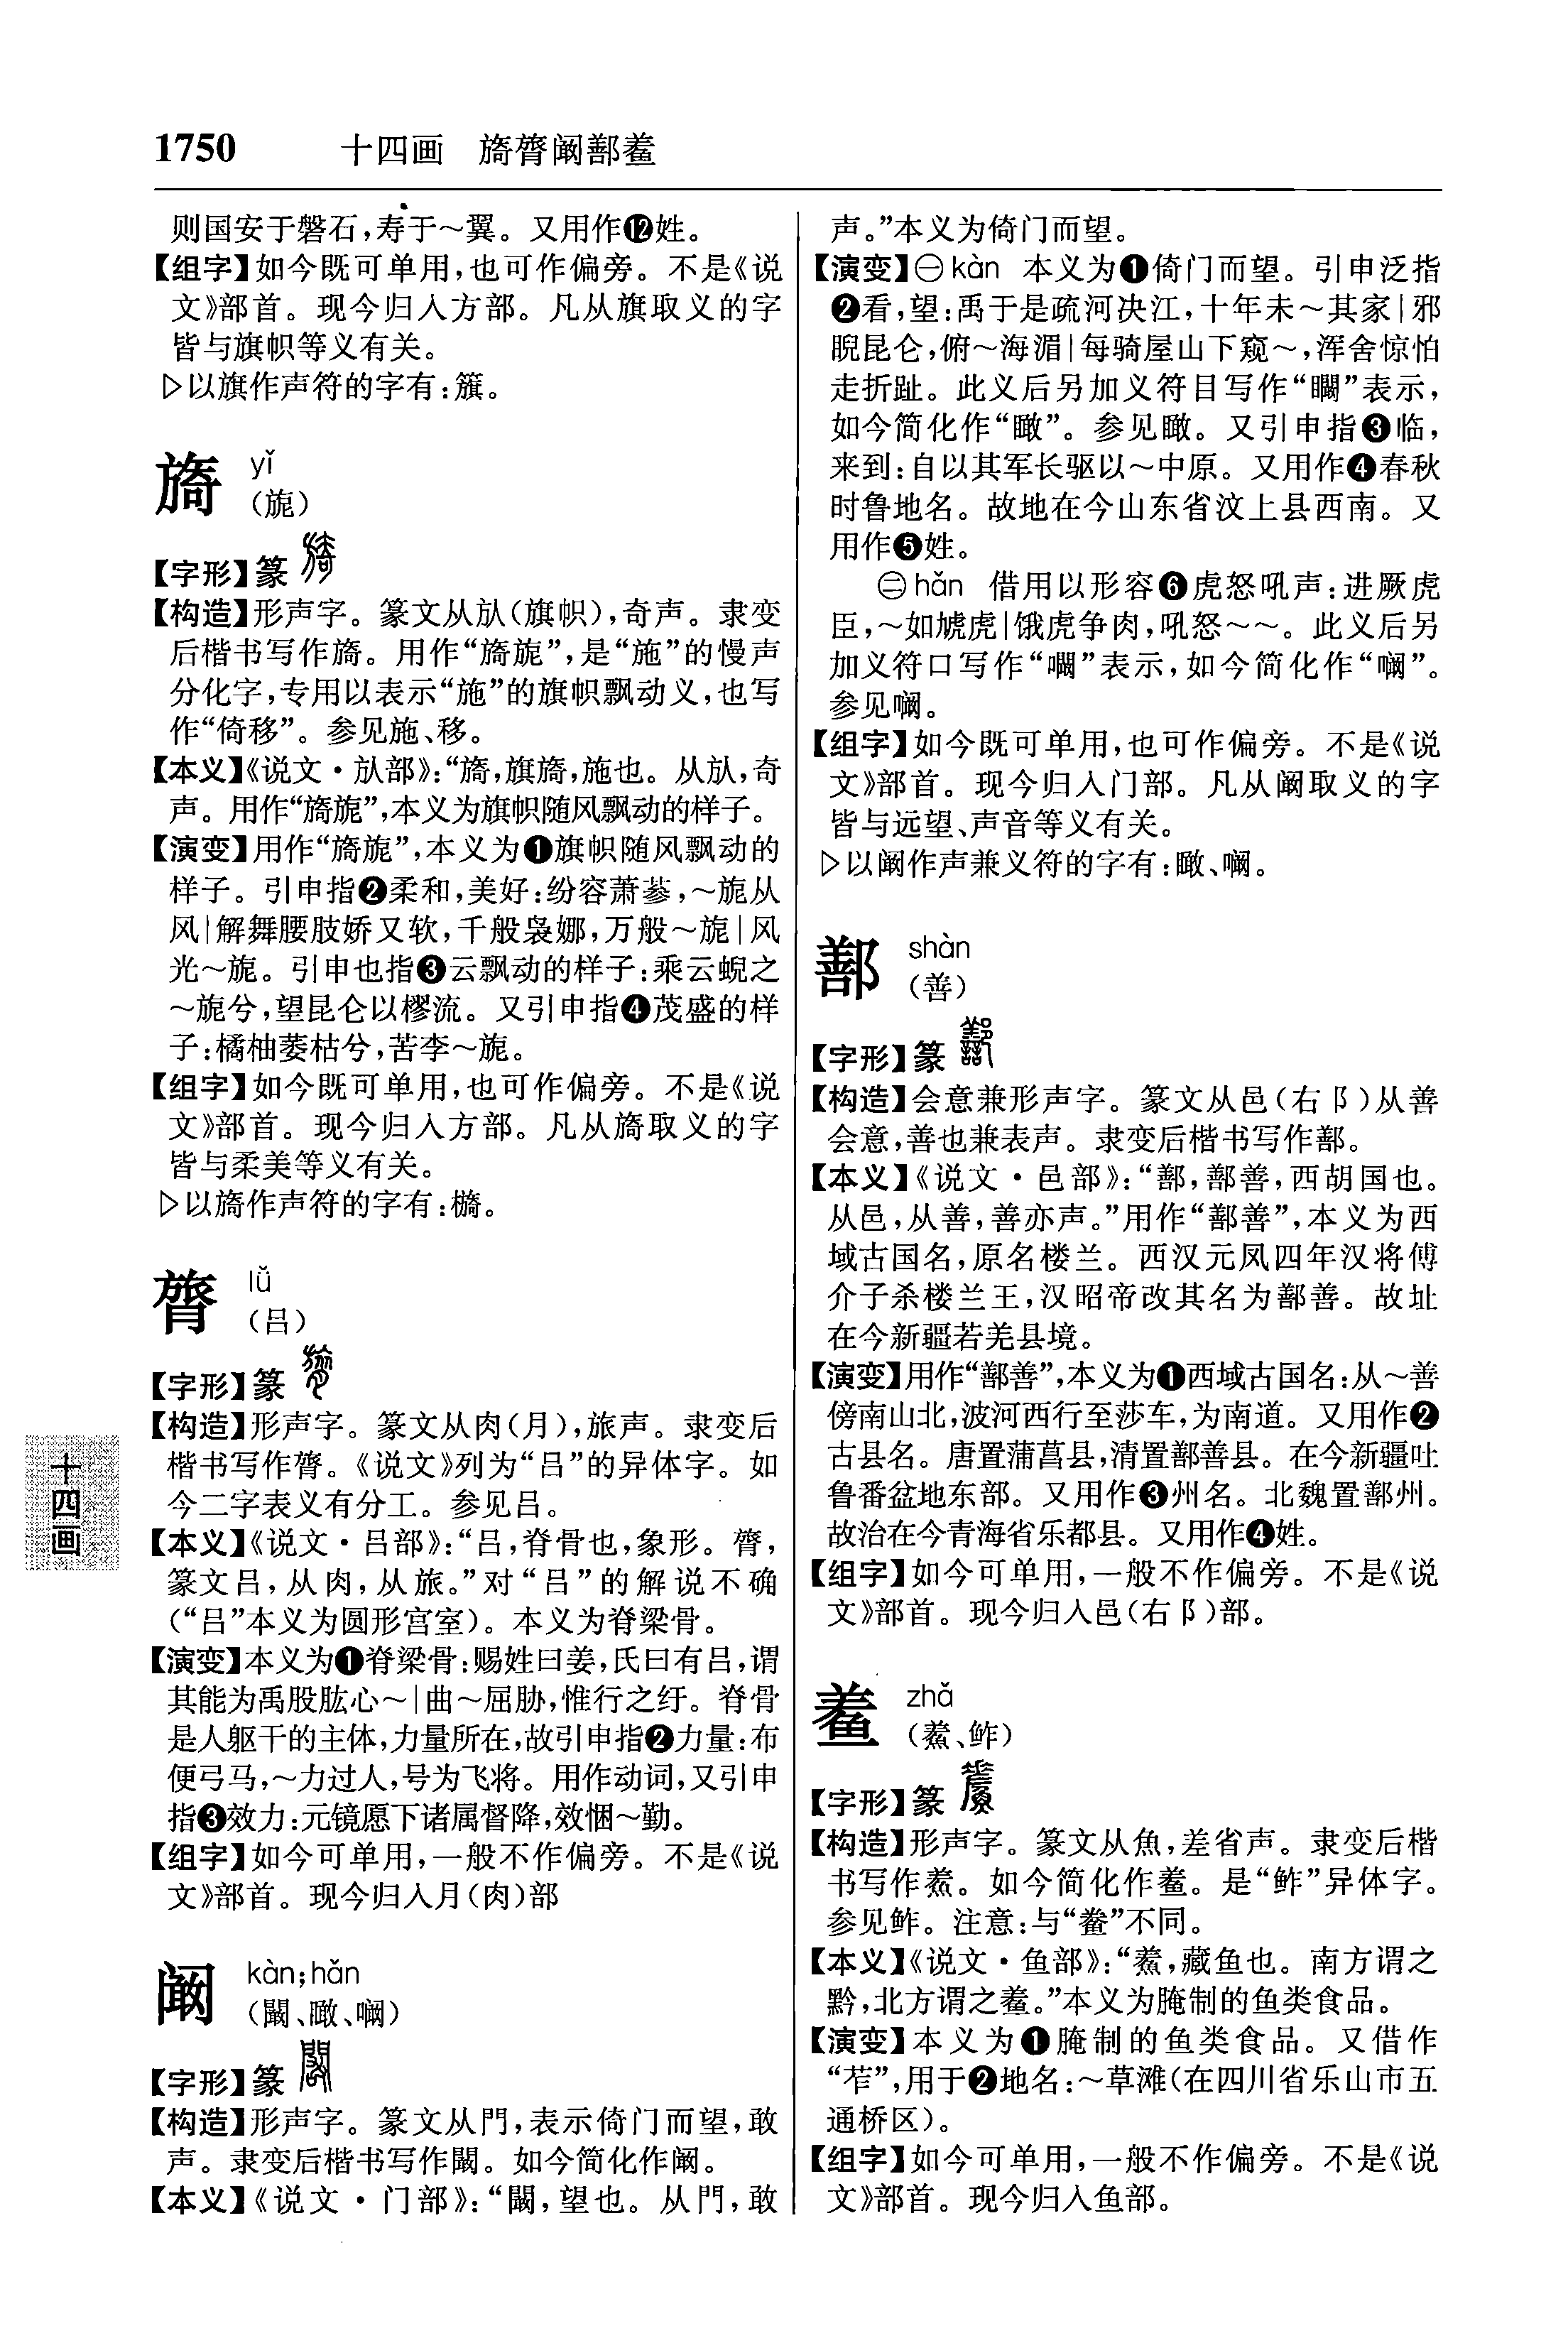 1750 十四画 旖膂阚鄯鲝
则国安于磐石，寿于～翼。又用作⓬姓。
【组字】如今既可单用，也可作偏旁。不是《说
文》部首。现今归入方部。凡从旗取义的字
皆与旗帜等义有关。
▷以旗作声符的字有：籏。
旖 yǐ
（旎）
【字形】篆
【构造】形声字。篆文从㫃（旗帜），奇声。隶变
后楷书写作旖。用作“旖旎”，是“施”的慢声
分化字，专用以表示“施”的旗帜飘动义，也写
作“倚移”。参见施、移。
【本义】《说文·㫃部》：“旖，旗旖，施也。从㫃，奇
声。用作“旖旎”，本义为旗帜随风飘动的样子。
【演变】用作“旖旎”，本义为❶旗帜随风飘动的
样子。引申指❷柔和，美好：纷容萧蔘，～旎从
风|解舞腰肢娇又软，千般袅娜，万般～旎|风
光～旎。引申也指❸云飘动的样子：乘云蜺之
～旎兮，望昆仑以樛流。又引申指❹茂盛的样
子：橘柚萎枯兮，苦李～旎。
【组字】如今既可单用，也可作偏旁。不是《说
文》部首。现今归入方部。凡从旖取义的字
皆与柔美等义有关。
▷以旖作声符的字有：檹。
膂 lǚ
（吕）
【字形】篆
【构造】形声字。篆文从肉（月），旅声。隶变后
楷书写作膂。《说文》列为“吕”的异体字。如
今二字表义有分工。参见吕。
【本义】《说文·吕部》：“吕，脊骨也，象形。膂，
篆文吕，从肉，从旅。”对“吕”的解说不确
（“吕”本义为圆形宫室）。本义为脊梁骨。
【演变】本义为❶脊梁骨：赐姓曰姜，氏曰有吕，谓
其能为禹股肱心～|曲～屈胁，惟行之纡。脊骨
是人躯干的主体，力量所在，故引申指❷力量：布
便弓马，～力过人，号为飞将。用作动词，又引申
指❸效力：元镜愿下诸属督降，效悃～勤。
【组字】如今可单用，一般不作偏旁。不是《说
文》部首。现今归入月（肉）部
阚 kàn；hǎn
（闞、瞰、㘎）
【字形】篆
【构造】形声字。篆文从門，表示倚门而望，敢
声。隶变后楷书写作闞。如今简化作阚。
【本义】《说文·门部》：“闞，望也。从門，敢
声。”本义为倚门而望。
【演变】㊀kàn 本义为❶倚门而望。引申泛指
❷看，望：禹于是疏河决江，十年未～其家|邪
睨昆仑，俯～海湄|每骑屋山下窥～，浑舍惊怕
走折趾。此义后另加义符目写作“矙”表示，
如今简化作“瞰”。参见瞰。又引申指❸临，
来到：自以其军长驱以～中原。又用作❹春秋
时鲁地名。故地在今山东省汶上县西南。又
用作❺姓。
㊁hǎn 借用以形容❻虎怒吼声：进厥虎
臣，～如虓虎|饿虎争肉，吼怒～～。此义后另
加义符口写作“嚂”表示，如今简化作“㘎”。
参见㘎。
【组字】如今既可单用，也可作偏旁。不是《说
文》部首。现今归入门部。凡从阚取义的字
皆与远望、声音等义有关。
▷以阚作声兼义符的字有：瞰、㘎。
鄯 shàn
（善）
【字形】篆
【构造】会意兼形声字。篆文从邑（右阝）从善
会意，善也兼表声。隶变后楷书写作鄯。
【本义】《说文·邑部》：“鄯，鄯善，西胡国也。
从邑，从善，善亦声。”用作“鄯善”，本义为西
域古国名，原名楼兰。西汉元凤四年汉将傅
介子杀楼兰王，汉昭帝改其名为鄯善。故址
在今新疆若羌县境。
【演变】用作“鄯善”，本义为❶西域古国名：从～善
傍南山北，波河西行至莎车，为南道。又用作❷
古县名。唐置蒲菖县，清置鄯善县。在今新疆吐
鲁番盆地东部。又用作❸州名。北魏置鄯州。
故治在今青海省乐都县。又用作❹姓。
【组字】如今可单用，一般不作偏旁。不是《说
文》部首。现今归入邑（右阝）部。
鲝 zhǎ
（鮺、鲊）
【字形】篆
【构造】形声字。篆文从魚，差省声。隶变后楷
书写作鮺。如今简化作鲝。是“鲊”异体字。
参见鲊。注意：与“鲞”不同。
【本义】《说文·鱼部》：“鮺，藏鱼也。南方谓之
黔，北方谓之鲝。”本义为腌制的鱼类食品。
【演变】本义为❶腌制的鱼类食品。又借作
“苲”，用于❷地名：～草滩（在四川省乐山市五
通桥区）。
【组字】如今可单用，一般不作偏旁。不是《说
文》部首。现今归入鱼部。
十四画